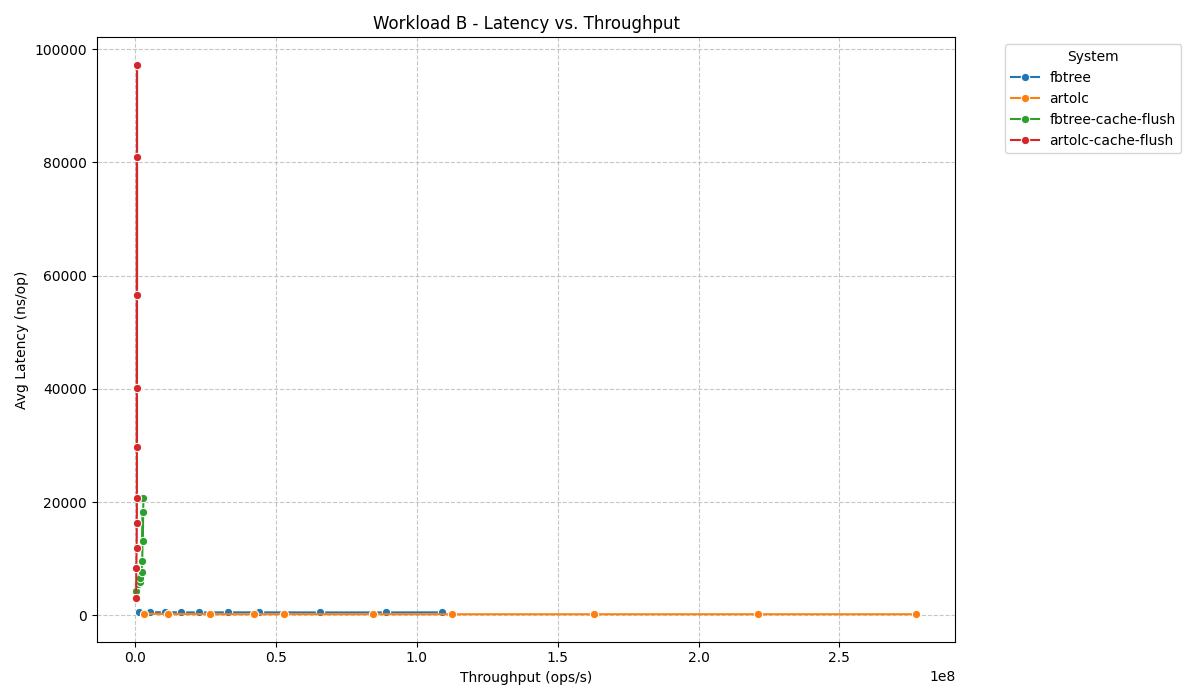 Workload B - Latency vs. Throughput
System
fbtree
artolc
fbtree-cache-flush
artolc-cache-flush
Avg Latency (ns/op)
100000
80000
60000
40000
20000
0
0.0
0.5
1.0
1.5
2.0
2.5
1e8
Throughput (ops/s)